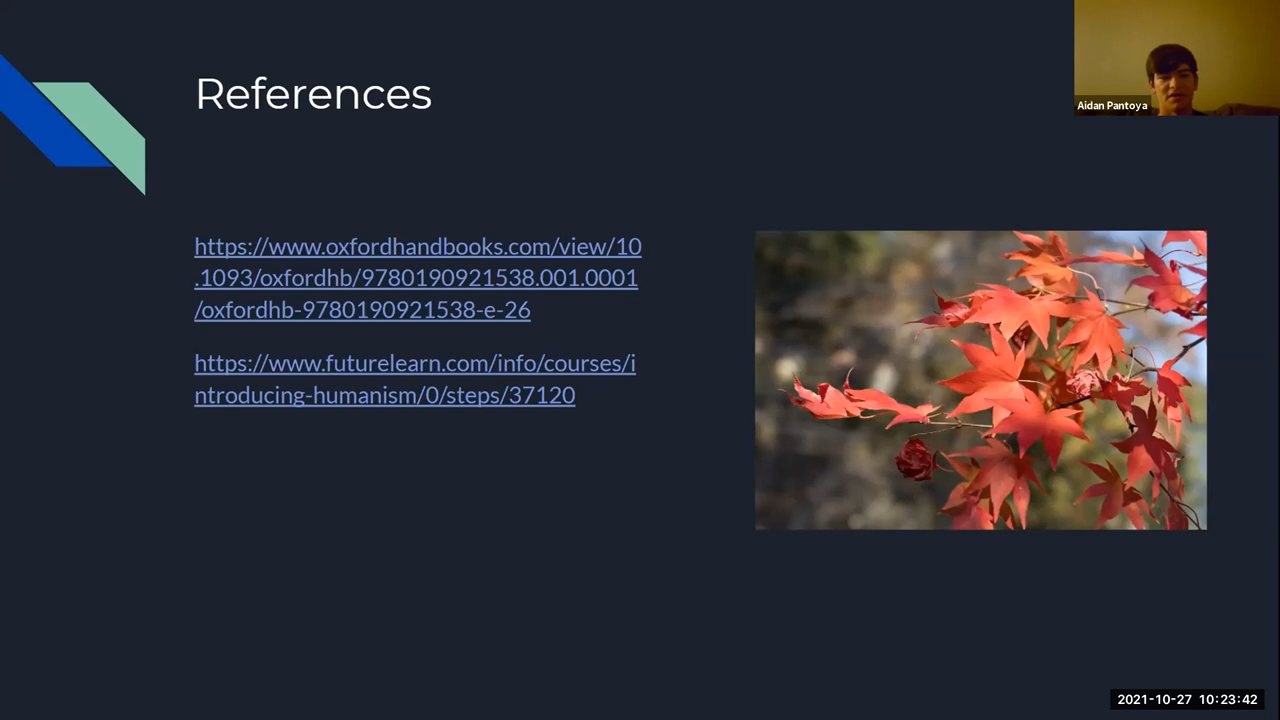 References
Aidan Pantoya
https://www.oxfordhandbooks.com/view/10
.1093/oxfordhb/9780190921538.001.0001
/oxfordhb-9780190921538-e-26
https://www.futurelearn.com/info/courses/i
ntroducing-humanism/0/steps/37120
2021-10-27 10:23:42